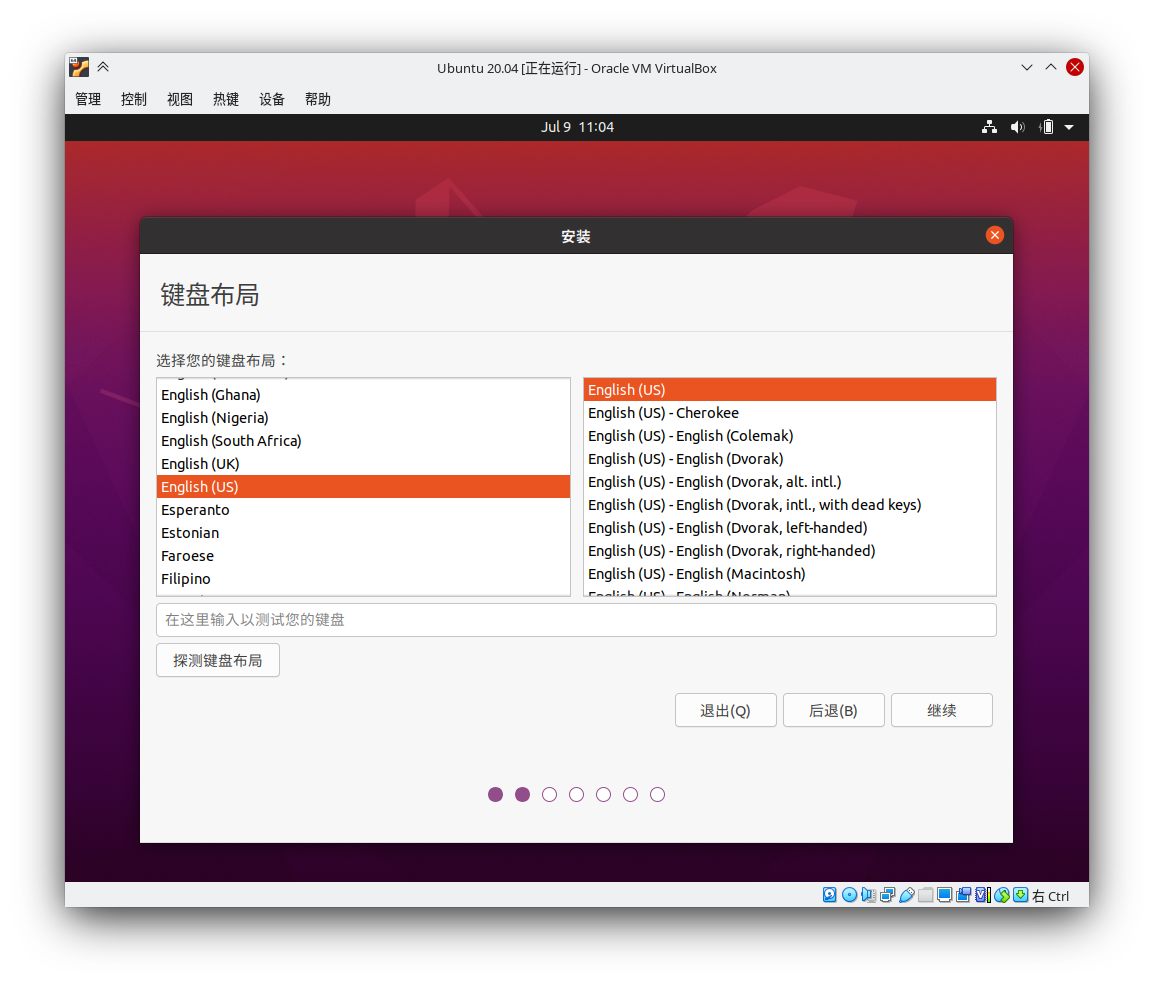 Ubuntu 20.04 [正在运行] - Oracle VM VirtualBox
管理 控制 视图 热键 设备 帮助
Jul 9 11:04
安装
键盘布局
选择您的键盘布局：
English (Ghana)
English (Nigeria)
English (South Africa)
English (UK)
English (US)
Esperanto
Estonian
Faroese
Filipino
English (US)
English (US) - Cherokee
English (US) - English (Colemak)
English (US) - English (Dvorak)
English (US) - English (Dvorak, alt. intl.)
English (US) - English (Dvorak, intl., with dead keys)
English (US) - English (Dvorak, left-handed)
English (US) - English (Dvorak, right-handed)
English (US) - English (Macintosh)
English (US) - English (Norman)
在这里输入以测试您的键盘
探测键盘布局
退出(Q) 后退(B) 继续
右 Ctrl